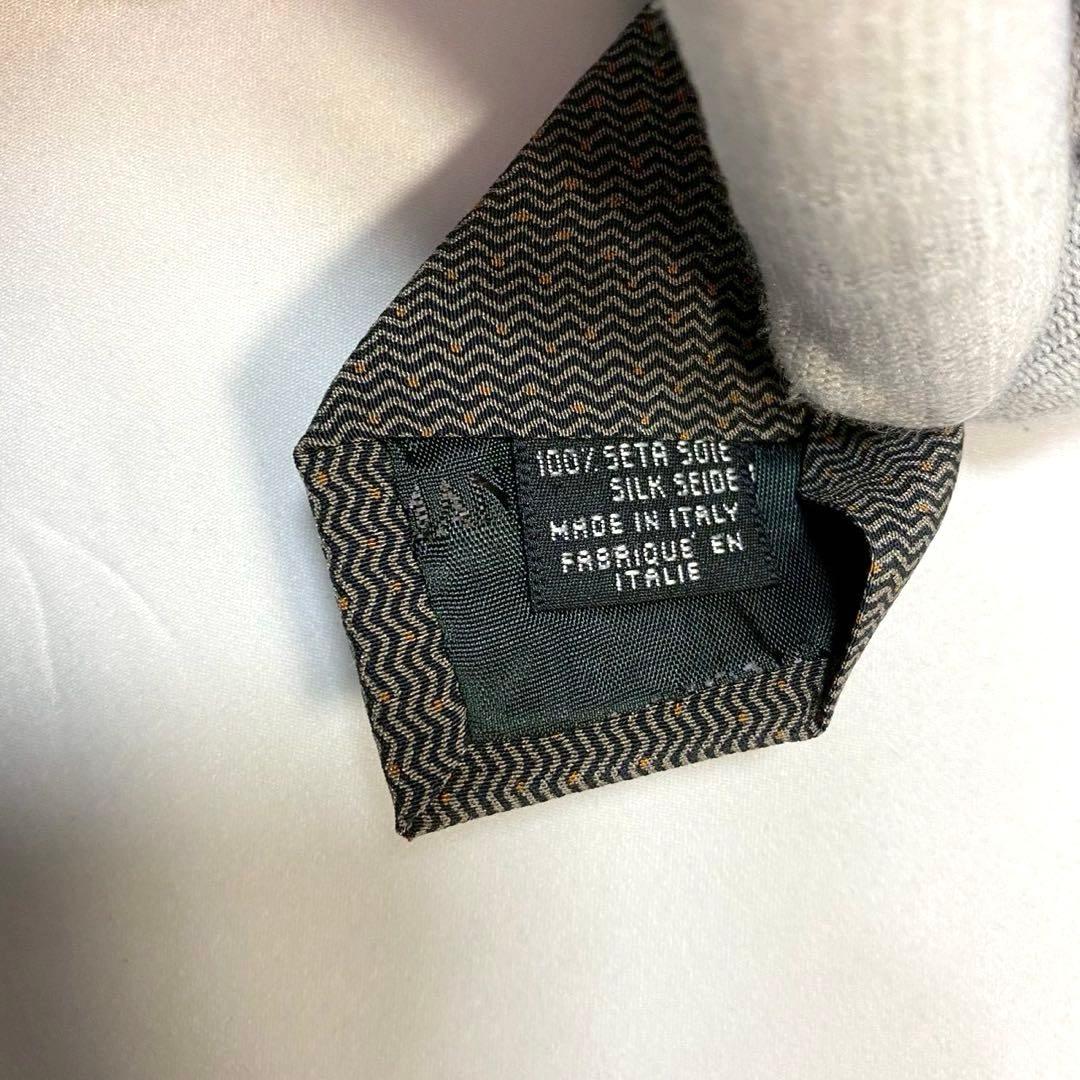 100% SETA SOIE
SILK SEIDE
MADE IN ITALY
FABRIQUE' EN
ITALIE